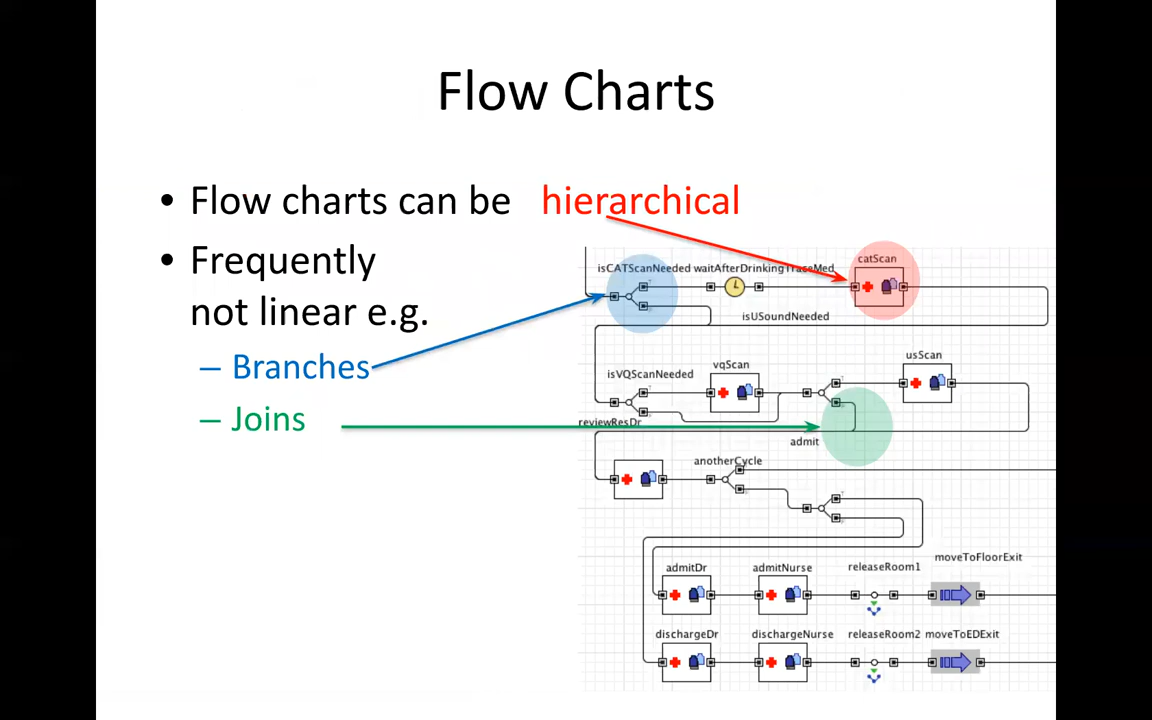 Flow Charts
• Flow charts can be hierarchical
• Frequently
not linear e.g.
– Branches
– Joins
isCATScanNeeded waitAfterDrinkingTraceMed
catScan
isUSoundNeeded
isVQScanNeeded
vqScan
usScan
reviewResDr
admit
anotherCycle
admitDr
admitNurse
releaseRoom1
moveToFloorExit
dischargeDr
dischargeNurse
releaseRoom2
moveToEDExit